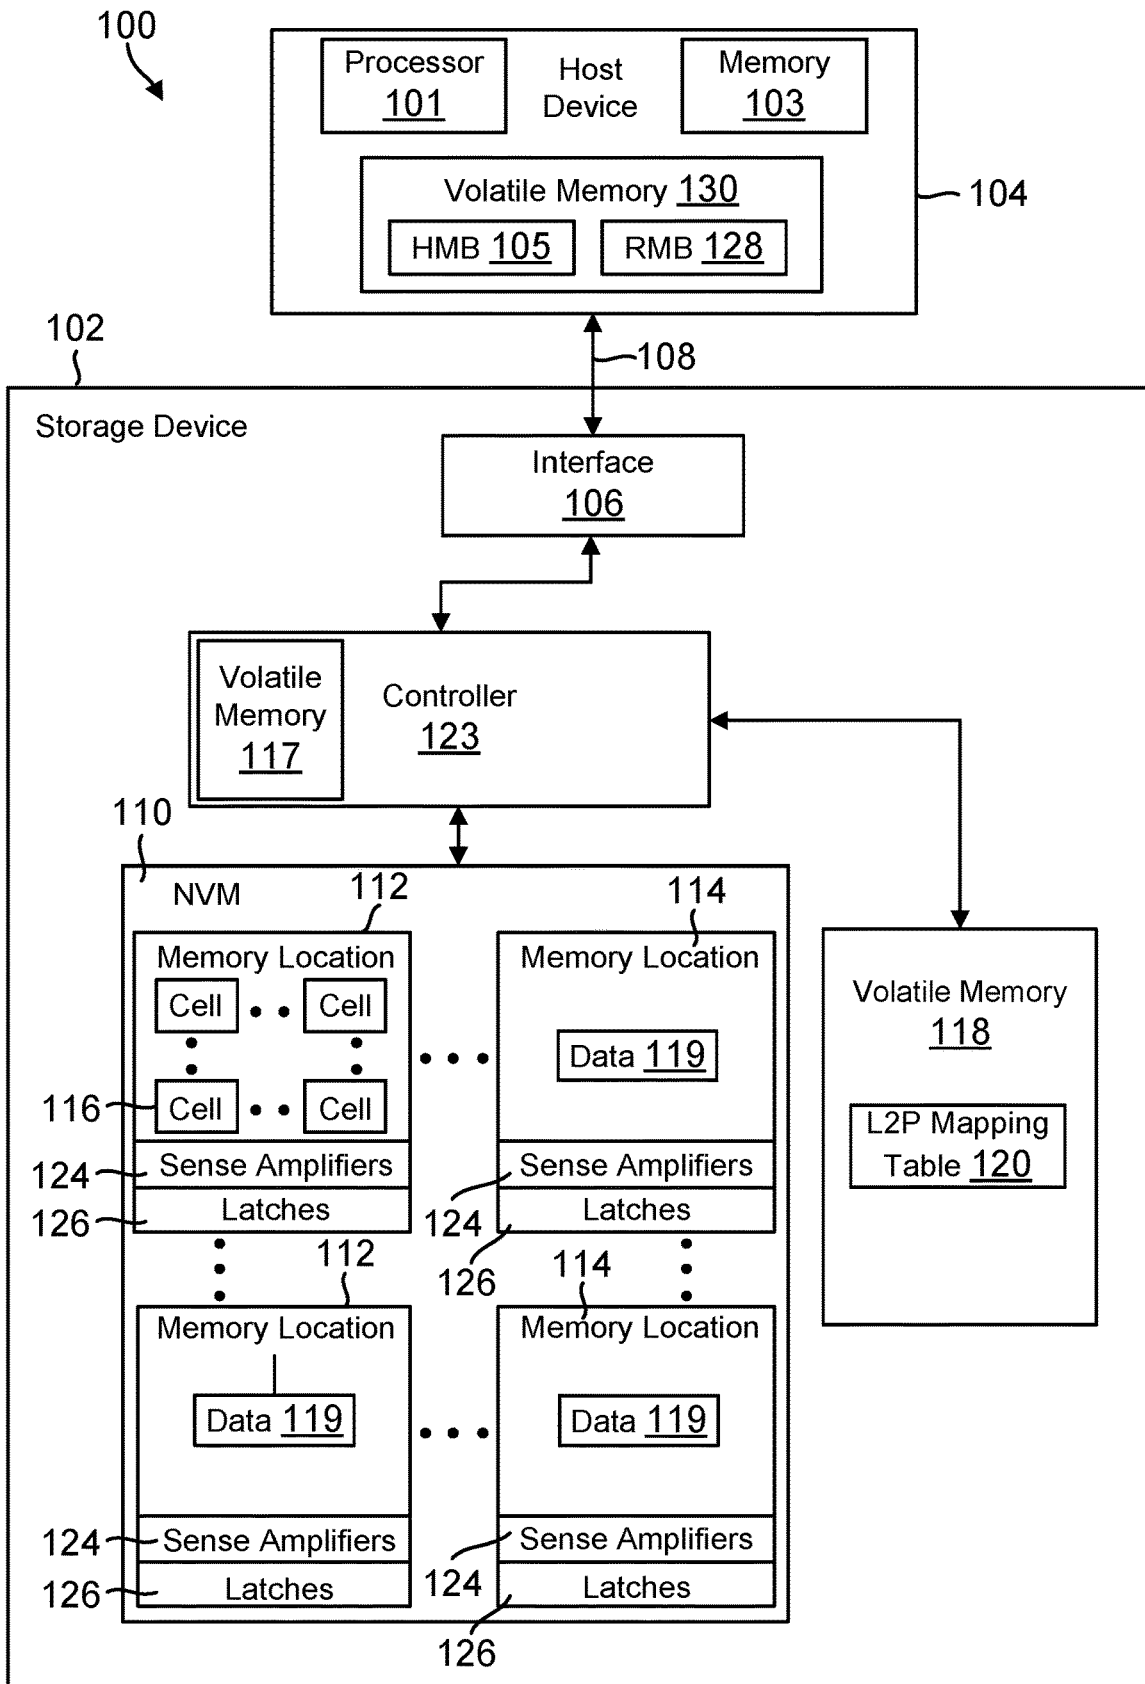 100
Processor
101
Host
Device
Memory
103
Volatile Memory 130
HMB 105
RMB 128
104
102
108
Storage Device
Interface
106
Volatile
Memory
117
Controller
123
110
NVM
112
114
Memory Location
Cell
Cell
Cell
Cell
116
Sense Amplifiers
124
Latches
126
Memory Location
Data 119
Sense Amplifiers
124
Latches
126
Volatile Memory
118
L2P Mapping
Table 120
112
114
Memory Location
Data 119
124
Sense Amplifiers
126
Latches
Memory Location
Data 119
Sense Amplifiers
124
Latches
126